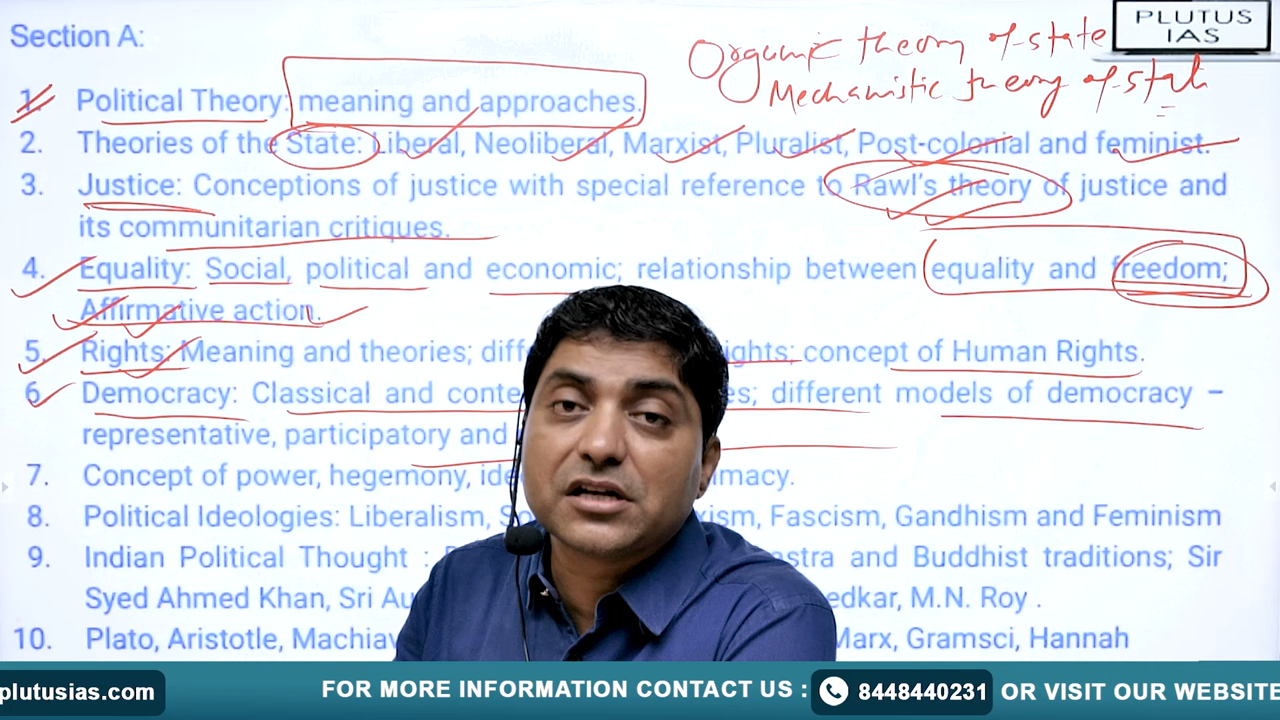 Section A:
Organic theory of state
Mechanistic theory of state
PLUTUS
IAS
1. Political Theory: meaning and approaches.
2. Theories of the State: Liberal, Neoliberal, Marxist, Pluralist, Post-colonial and feminist.
3. Justice: Conceptions of justice with special reference to Rawl's theory of justice and
its communitarian critiques.
4. Equality: Social, political and economic; relationship between equality and freedom;
Affirmative action.
5. Rights: Meaning and theories; ights; concept of Human Rights.
6. Democracy: Classical and es; different models of democracy –
representative, participatory and
7. Concept of power, hegemony, macy.
8. Political Ideologies: Liberalism, xism, Fascism, Gandhism and Feminism
9. Indian Political Thought : stra and Buddhist traditions; Sir
Syed Ahmed Khan, Sri edkar, M.N. Roy .
10. Plato, Aristotle, Marx, Gramsci, Hannah
plutusias.com FOR MORE INFORMATION CONTACT US : 8448440231 OR VISIT OUR WEBSITE